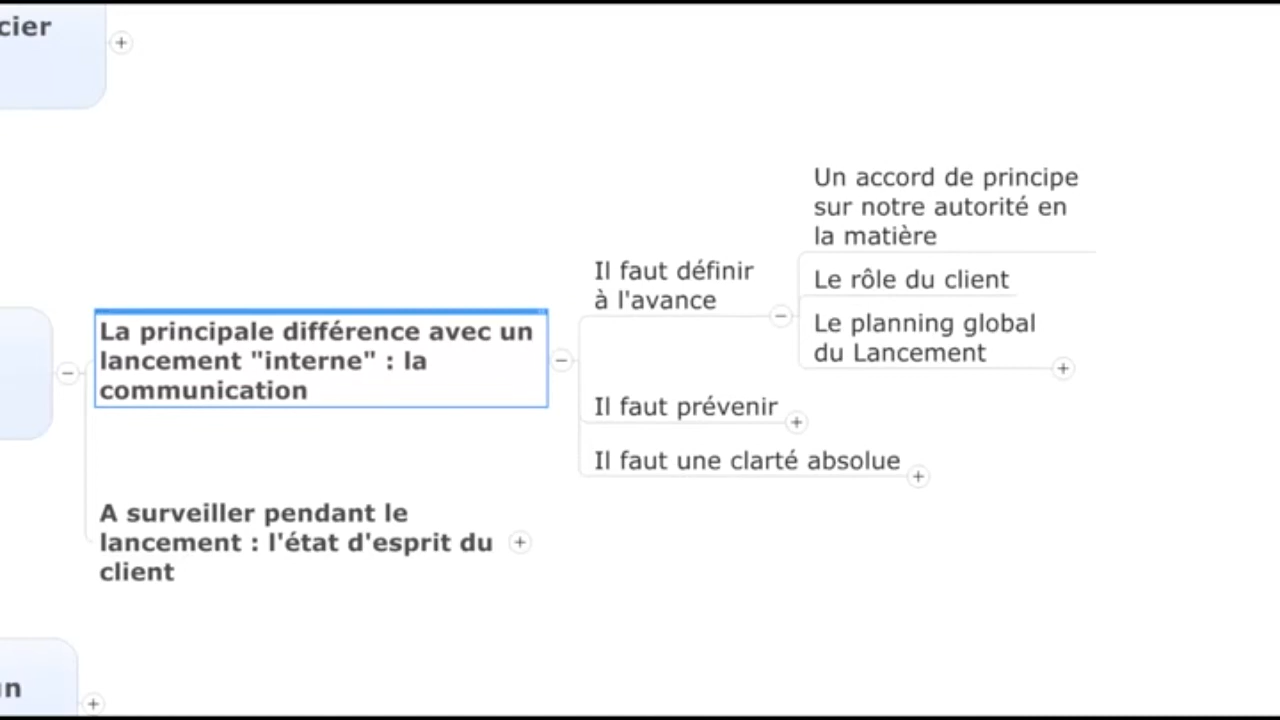 cier
Un accord de principe
sur notre autorité en
la matière
Il faut définir
à l'avance
Le rôle du client
Le planning global
du Lancement
La principale différence avec un
lancement "interne" : la
communication
Il faut prévenir
Il faut une clarté absolue
A surveiller pendant le
lancement : l'état d'esprit du
client